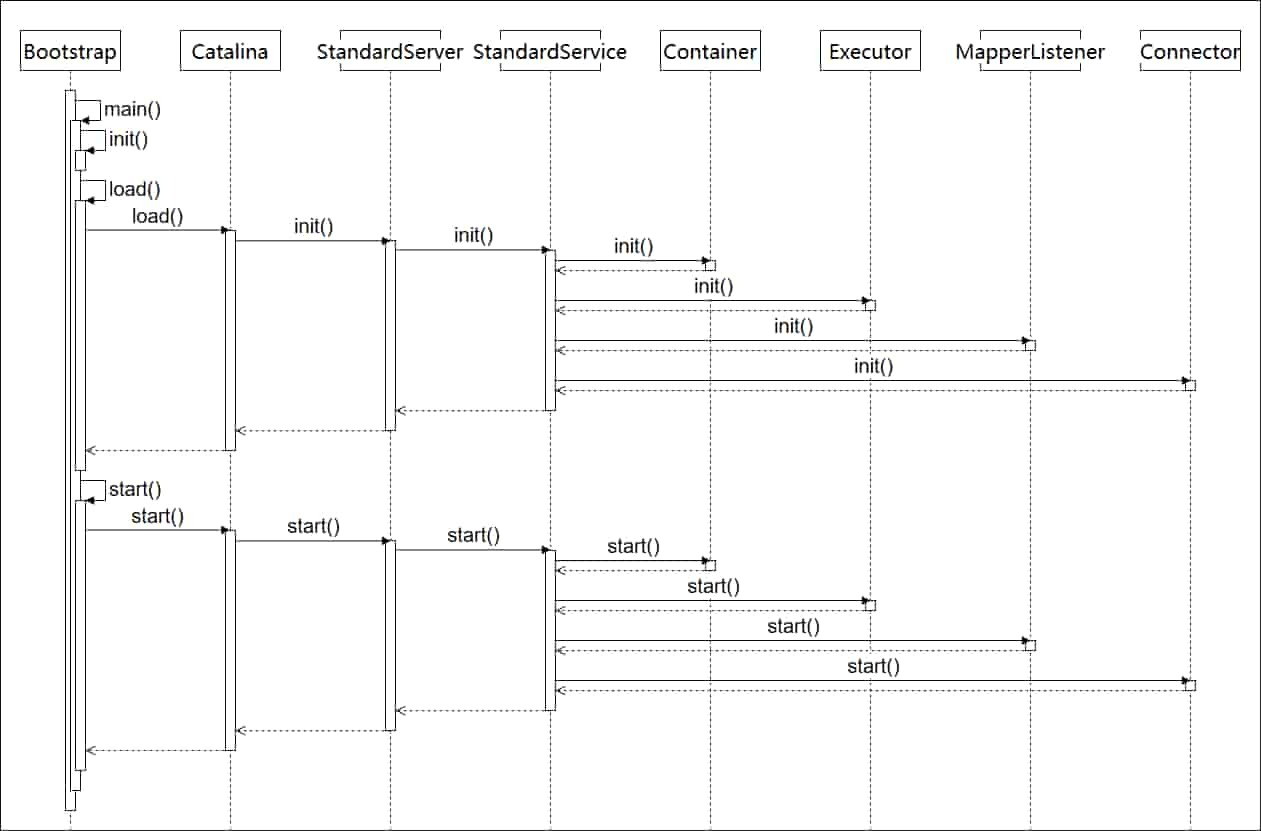 Bootstrap Catalina StandardServer StandardService Container Executor MapperListener Connector
main()
init()
load()
load()
init()
init()
init()
init()
init()
init()
start()
start()
start()
start()
start()
start()
start()
start()